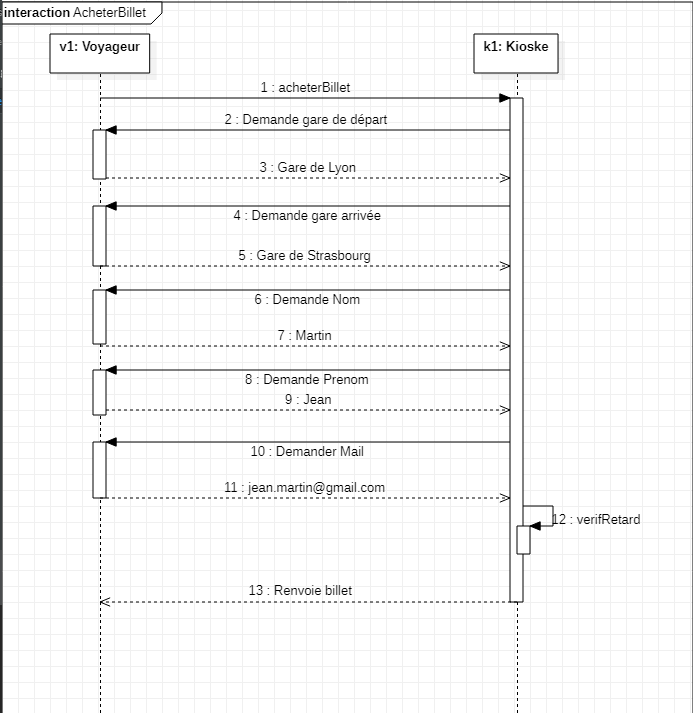 interaction AcheterBillet
v1: Voyageur
k1: Kioske
1 : acheterBillet
2 : Demande gare de départ
3 : Gare de Lyon
4 : Demande gare arrivée
5 : Gare de Strasbourg
6 : Demande Nom
7 : Martin
8 : Demande Prenom
9 : Jean
10 : Demander Mail
11 : jean.martin@gmail.com
12 : verifRetard
13 : Renvoie billet